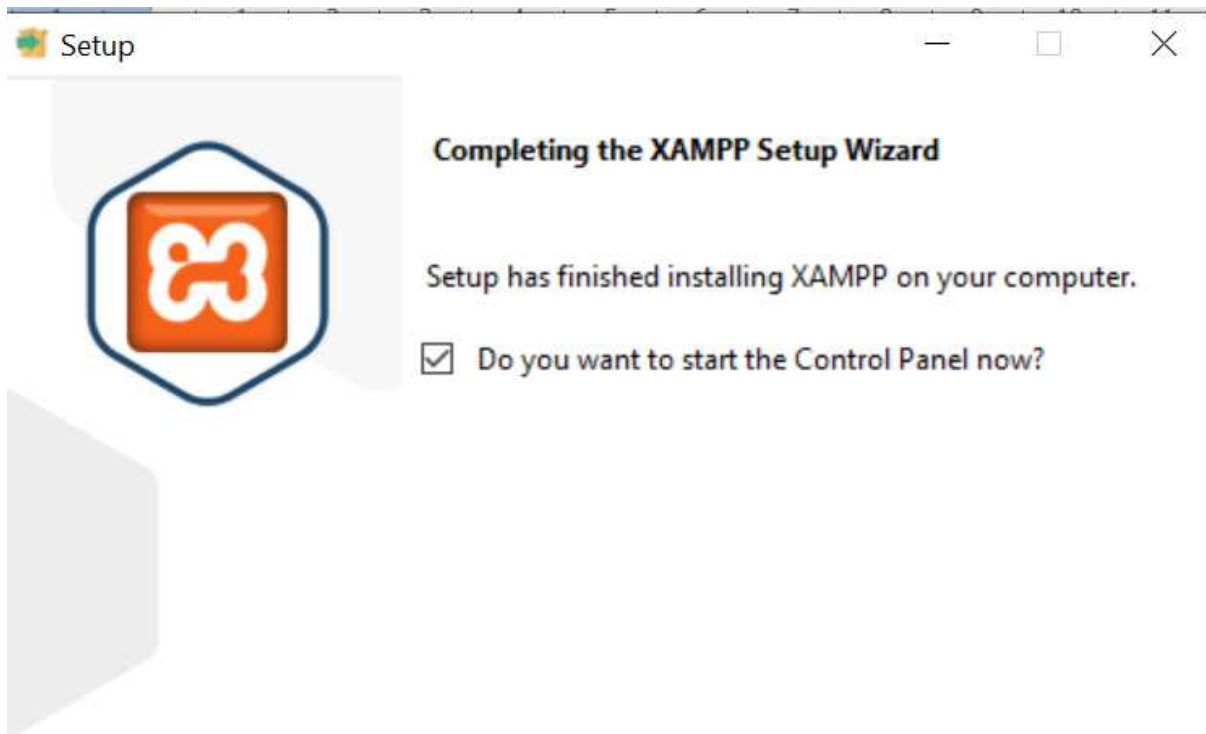 Setup
Completing the XAMPP Setup Wizard
Setup has finished installing XAMPP on your computer.
Do you want to start the Control Panel now?